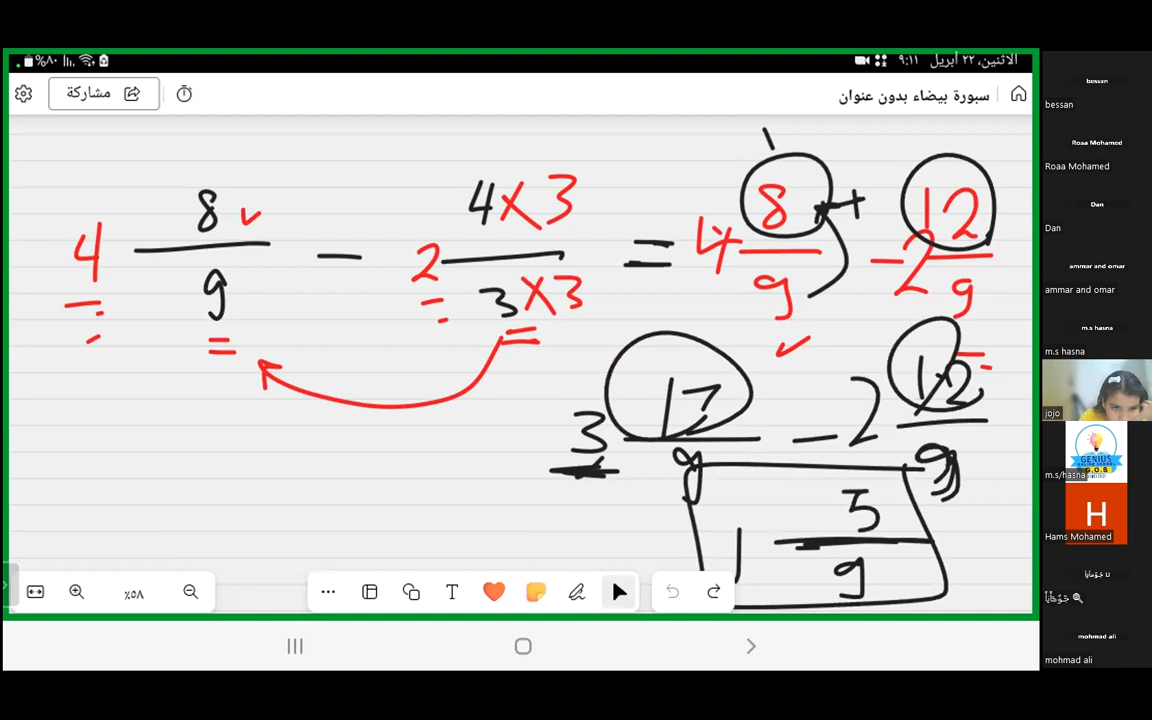 الاثنين، ٢٢ أبريل ٩:١١
٪٨٠
سبورة بيضاء بدون عنوان
مشاركة
4 8/9 - 2 4×3/3×3 = 4 8/9 - 2 12/9
1 +
3 17/9 - 2 12/9
1 5/9
٪٥٨
T
bessan
bessan
Roaa Mohamed
Roaa Mohamed
Dan
Dan
ammar and omar
ammar and omar
m.s hasna
m.s hasna
jojo
GENIUS
G.O.S
m.s/hasna
H
Hams Mohamed
mohmad ali
mohmad ali